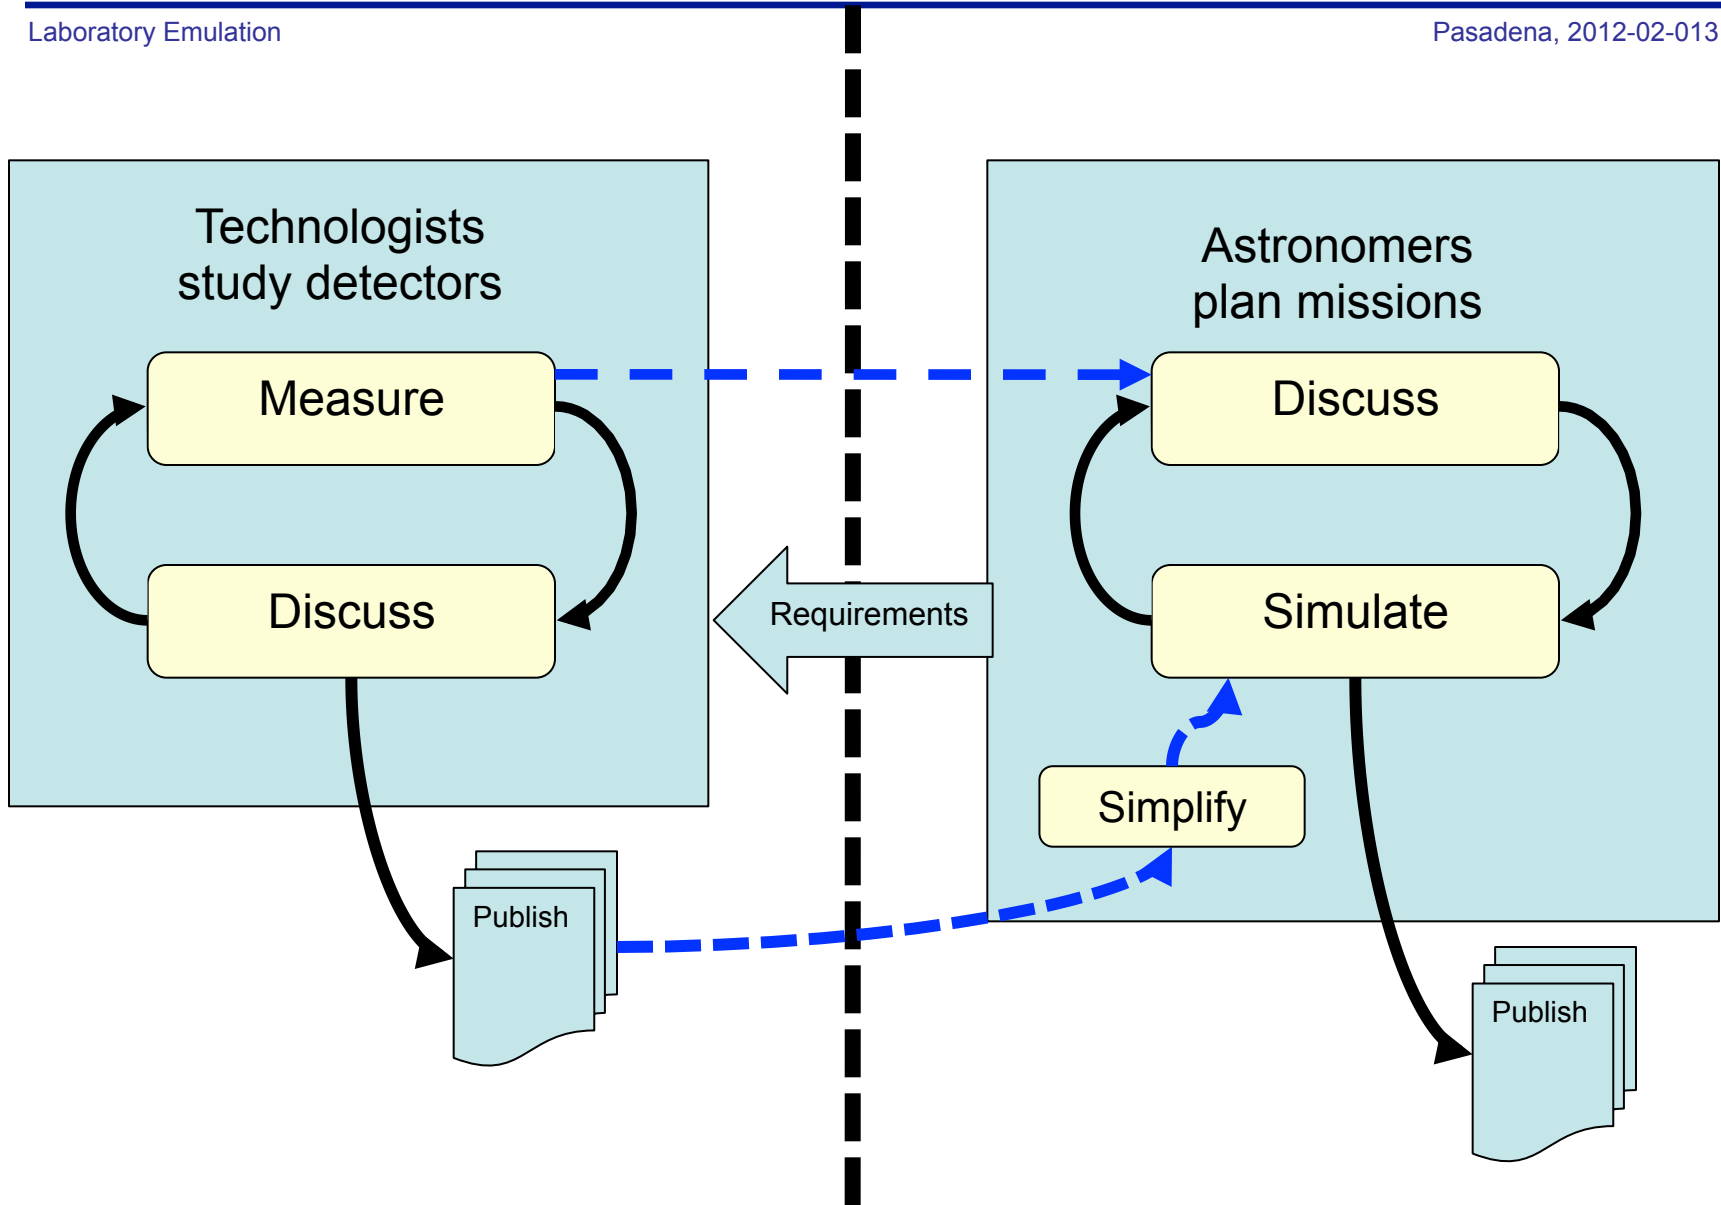 Laboratory Emulation
Pasadena, 2012-02-013
Technologists
study detectors
Measure
Discuss
Publish
Requirements
Astronomers
plan missions
Discuss
Simulate
Simplify
Publish